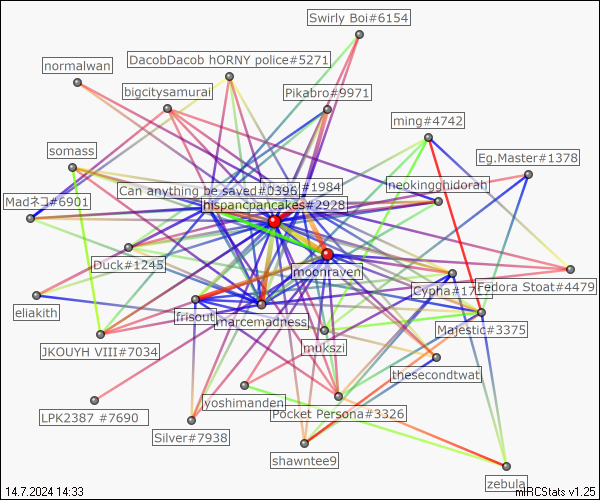 Swirly Boi#6154
DacobDacob hORNY police#5271
normalwan
bigcitysamurai
Pikabro#9971
ming#4742
somass
Eg.Master#1378
#1984
Can anything be saved#0396
neokingghidorah
Madネコ#6901
hispancpancakes#2928
Duck#1245
moonraven
Cypha#17
Fedora Stoat#4479
eliakith
frisout
marcemadness
Majestic#3375
mukszi
JKOUYH VIII#7034
thesecondtwat
yoshimanden
LPK2387 #7690
Pocket Persona#3326
Silver#7938
shawntee9
zebula
14.7.2024 14:33
mIRCStats v1.25